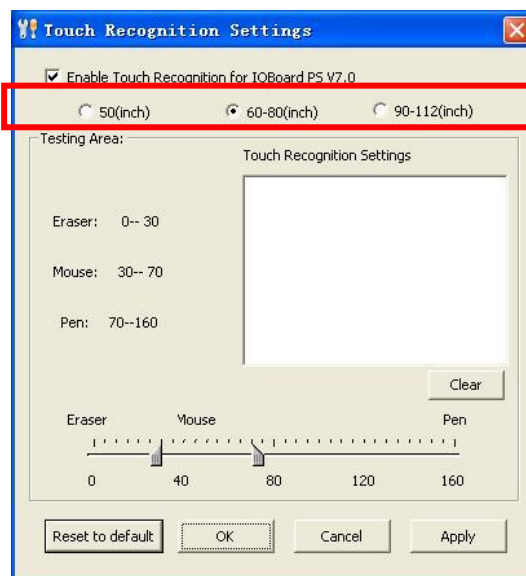 Touch Recognition Settings
Enable Touch Recognition for IQBoard PS V7.0
50(inch) 60-80(inch) 90-112(inch)
Testing Area:
Touch Recognition Settings
Eraser: 0-- 30
Mouse: 30-- 70
Pen: 70--160
Clear
Eraser Mouse Pen
0 40 80 120 160
Reset to default OK Cancel Apply